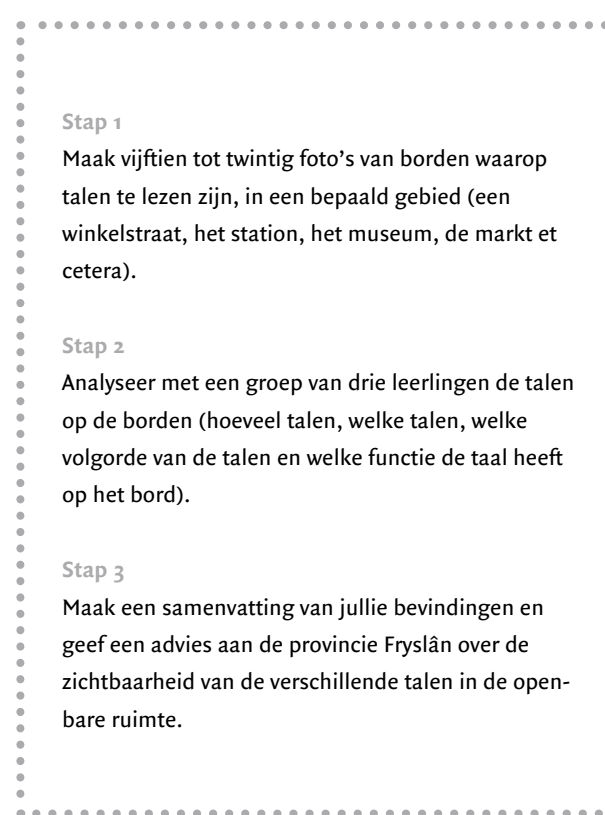 Stap 1
Maak vijftien tot twintig foto's van borden waarop
talen te lezen zijn, in een bepaald gebied (een
winkelstraat, het station, het museum, de markt et
cetera).
Stap 2
Analyseer met een groep van drie leerlingen de talen
op de borden (hoeveel talen, welke talen, welke
volgorde van de talen en welke functie de taal heeft
op het bord).
Stap 3
Maak een samenvatting van jullie bevindingen en
geef een advies aan de provincie Fryslân over de
zichtbaarheid van de verschillende talen in de open-
bare ruimte.